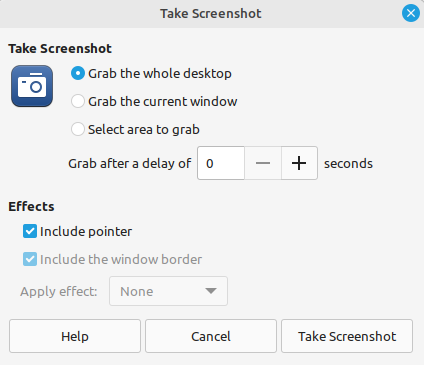 Take Screenshot
Take Screenshot
Grab the whole desktop
Grab the current window
Select area to grab
Grab after a delay of 0 seconds
Effects
Include pointer
Include the window border
Apply effect: None
Help Cancel Take Screenshot